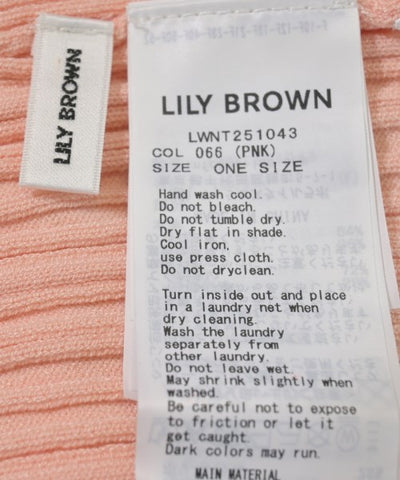 LILY BROWN
LILY BROWN
LWNT251043
COL 066 (PNK)
SIZE ONE SIZE
Hand wash cool.
Do not bleach.
Do not tumble dry.
Dry flat in shade.
Cool iron,
use press cloth.
Do not dryclean.
Turn inside out and place
in a laundry net when
dry cleaning.
Wash the laundry
separately from
other laundry.
Do not leave wet.
May shrink slightly when
washed.
Be careful not to expose
to friction or let it
get caught.
Dark colors may run.
MAIN MATERIAL